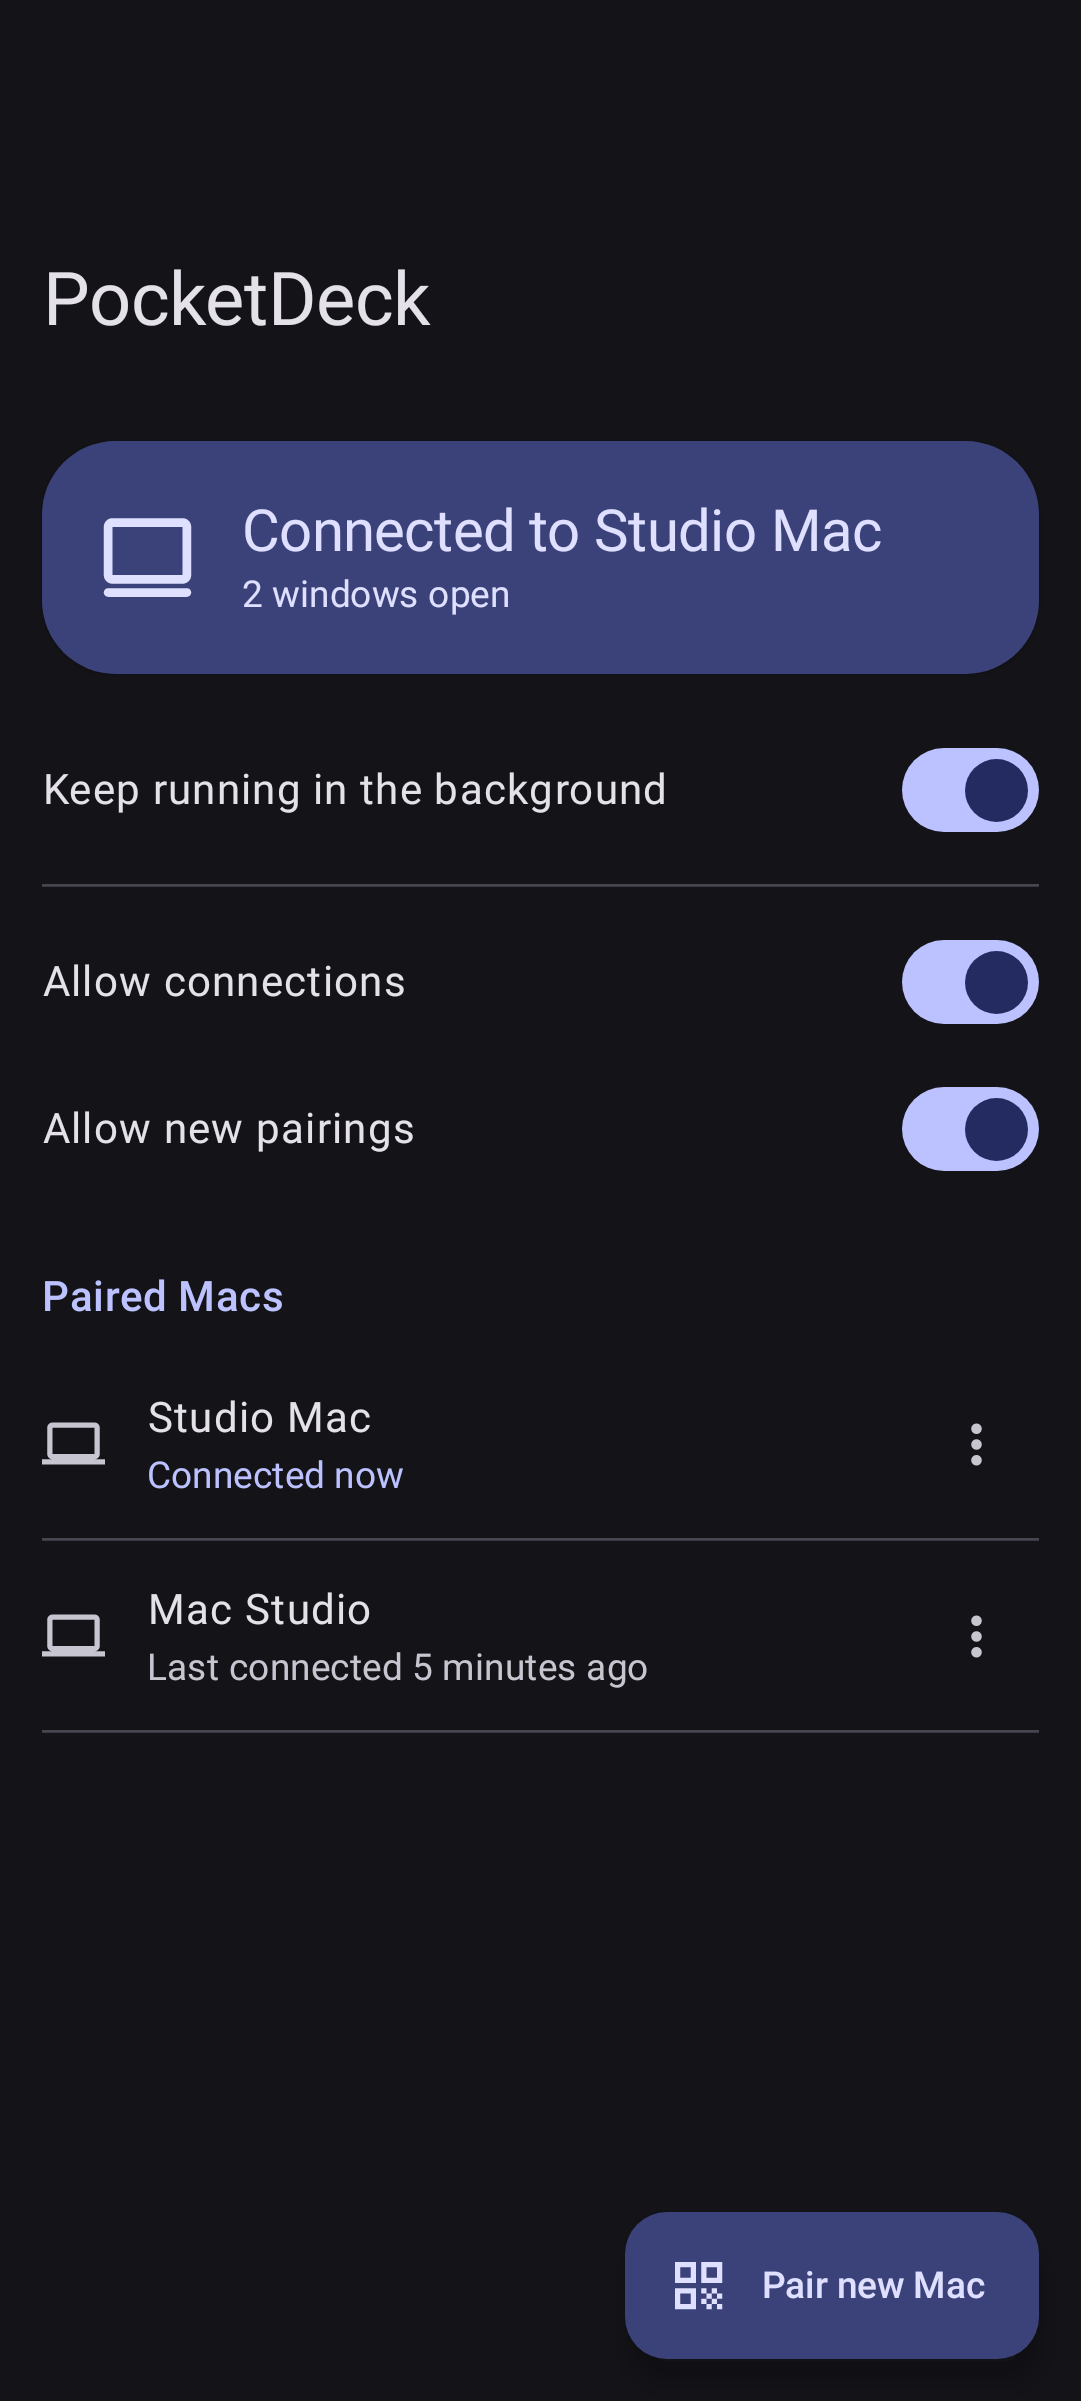 PocketDeck
Connected to Studio Mac
2 windows open
Keep running in the background
Allow connections
Allow new pairings
Paired Macs
Studio Mac
Connected now
Mac Studio
Last connected 5 minutes ago
Pair new Mac